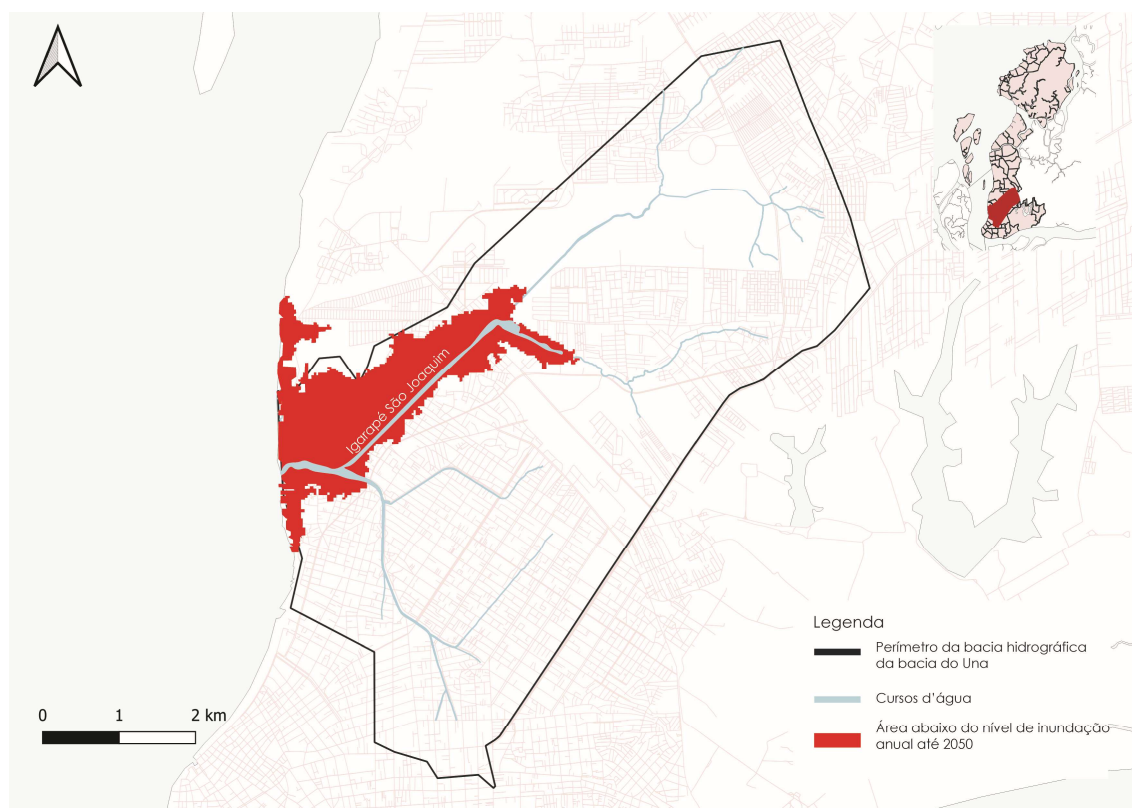 Igarapé São Joaquim
Legenda
Perímetro da bacia hidrográfica
da bacia do Una
Cursos d'água
Área abaixo do nível de inundação
anual até 2050
0 1 2 km